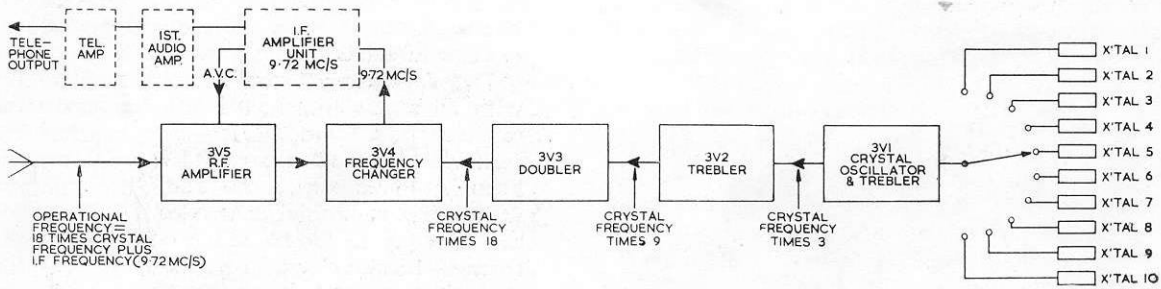 TELE-
PHONE
OUTPUT
TEL.
AMP.
1ST.
AUDIO
AMP.
I.F.
AMPLIFIER
UNIT
9·72 MC/S
A.V.C.
9·72 MC/S
3V5
R.F.
AMPLIFIER
3V4
FREQUENCY
CHANGER
3V3
DOUBLER
3V2
TREBLER
3V1
CRYSTAL
OSCILLATOR
& TREBLER
OPERATIONAL
FREQUENCY=
18 TIMES CRYSTAL
FREQUENCY PLUS
I.F FREQUENCY(9·72 MC/S)
CRYSTAL
FREQUENCY
TIMES 18
CRYSTAL
FREQUENCY
TIMES 9
CRYSTAL
FREQUENCY
TIMES 3
X'TAL 1
X'TAL 2
X'TAL 3
X'TAL 4
X'TAL 5
X'TAL 6
X'TAL 7
X'TAL 8
X'TAL 9
X'TAL 10